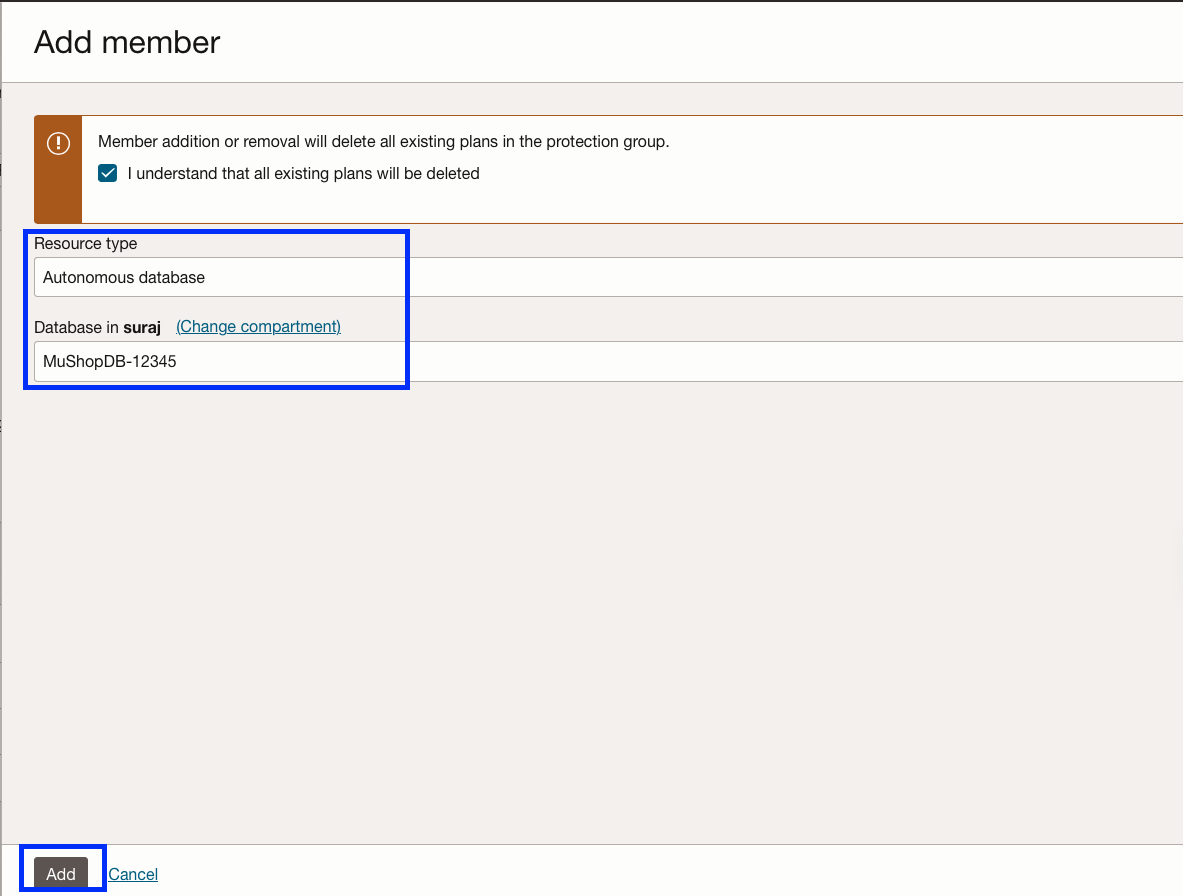 Add member
Member addition or removal will delete all existing plans in the protection group.
I understand that all existing plans will be deleted
Resource type
Autonomous database
Database in suraj (Change compartment)
MuShopDB-12345
Add Cancel